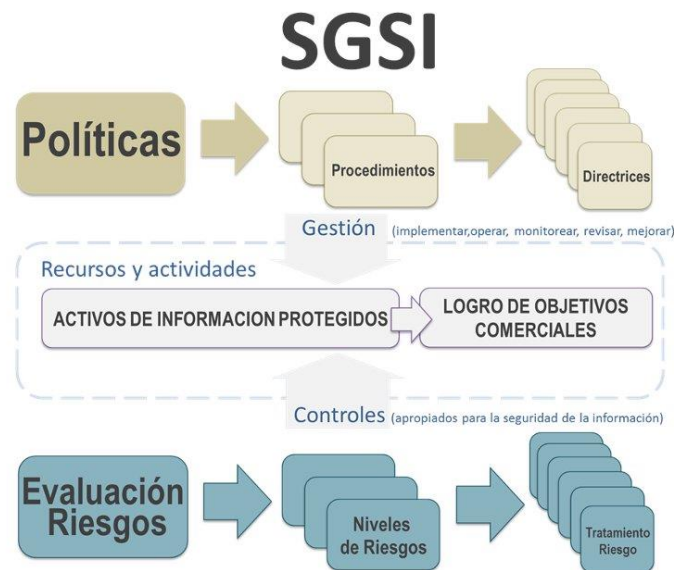 SGSI
Políticas
Procedimientos
Directrices
Gestión (implementar,operar, monitorear, revisar, mejorar)
Recursos y actividades
ACTIVOS DE INFORMACION PROTEGIDOS
LOGRO DE OBJETIVOS
COMERCIALES
Controles (apropiados para la seguridad de la información)
Evaluación
Riesgos
Niveles
de Riesgos
Tratamiento
Riesgo